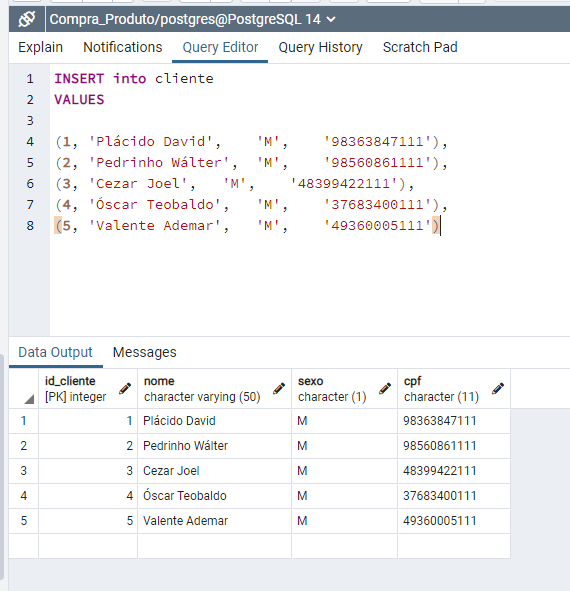 Compra_Produto/postgres@PostgreSQL 14
Explain Notifications Query Editor Query History Scratch Pad
1 INSERT into cliente
2 VALUES
3
4 (1, 'Plácido David', 'M', '98363847111'),
5 (2, 'Pedrinho Wálter', 'M', '98560861111'),
6 (3, 'Cezar Joel', 'M', '48399422111'),
7 (4, 'Óscar Teobaldo', 'M', '37683400111'),
8 (5, 'Valente Ademar', 'M', '49360005111')
Data Output Messages
id_cliente nome sexo cpf
[PK] integer character varying (50) character (1) character (11)
1 1 Plácido David M 98363847111
2 2 Pedrinho Wálter M 98560861111
3 3 Cezar Joel M 48399422111
4 4 Óscar Teobaldo M 37683400111
5 5 Valente Ademar M 49360005111